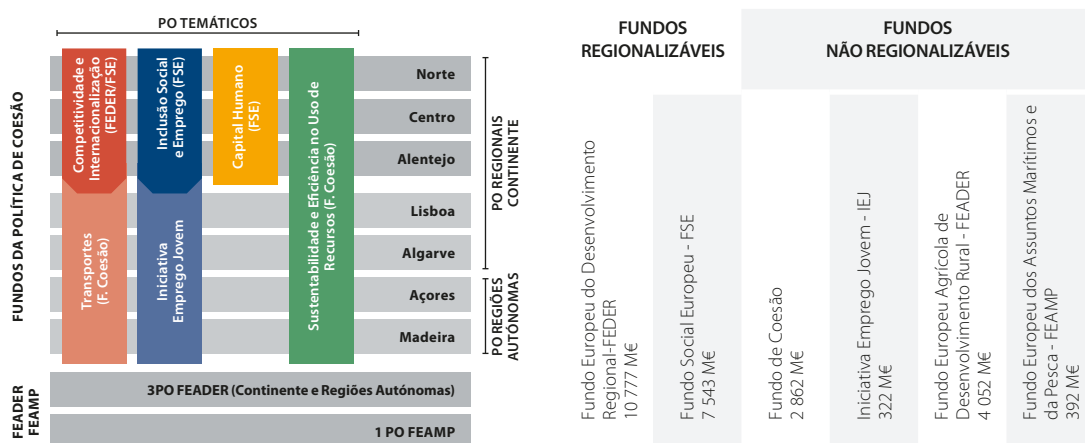 PO TEMÁTICOS
FUNDOS DA POLÍTICA DE COESÃO
Competitividade e
Internacionalização
(FEDER/FSE)
Inclusão Social
e Emprego (FSE)
Capital Humano
(FSE)
Sustentabilidade e Eficiência no Uso de
Recursos (F. Coesão)
Transportes
(F. Coesão)
Iniciativa
Emprego Jovem
Norte
Centro
Alentejo
Lisboa
Algarve
Açores
Madeira
PO REGIONAIS
CONTINENTE
PO REGIÕES
AUTÓNOMAS
FEADER
FEAMP
3PO FEADER (Continente e Regiões Autónomas)
1 PO FEAMP
FUNDOS
REGIONALIZÁVEIS
FUNDOS
NÃO REGIONALIZÁVEIS
Fundo Europeu do Desenvolvimento
Regional-FEDER
10 777 M€
Fundo Social Europeu - FSE
7 543 M€
Fundo de Coesão
2 862 M€
Iniciativa Emprego Jovem - IEJ
322 M€
Fundo Europeu Agrícola de
Desenvolvimento Rural - FEADER
4 052 M€
Fundo Europeu dos Assuntos Marítimos e
da Pesca - FEAMP
392 M€